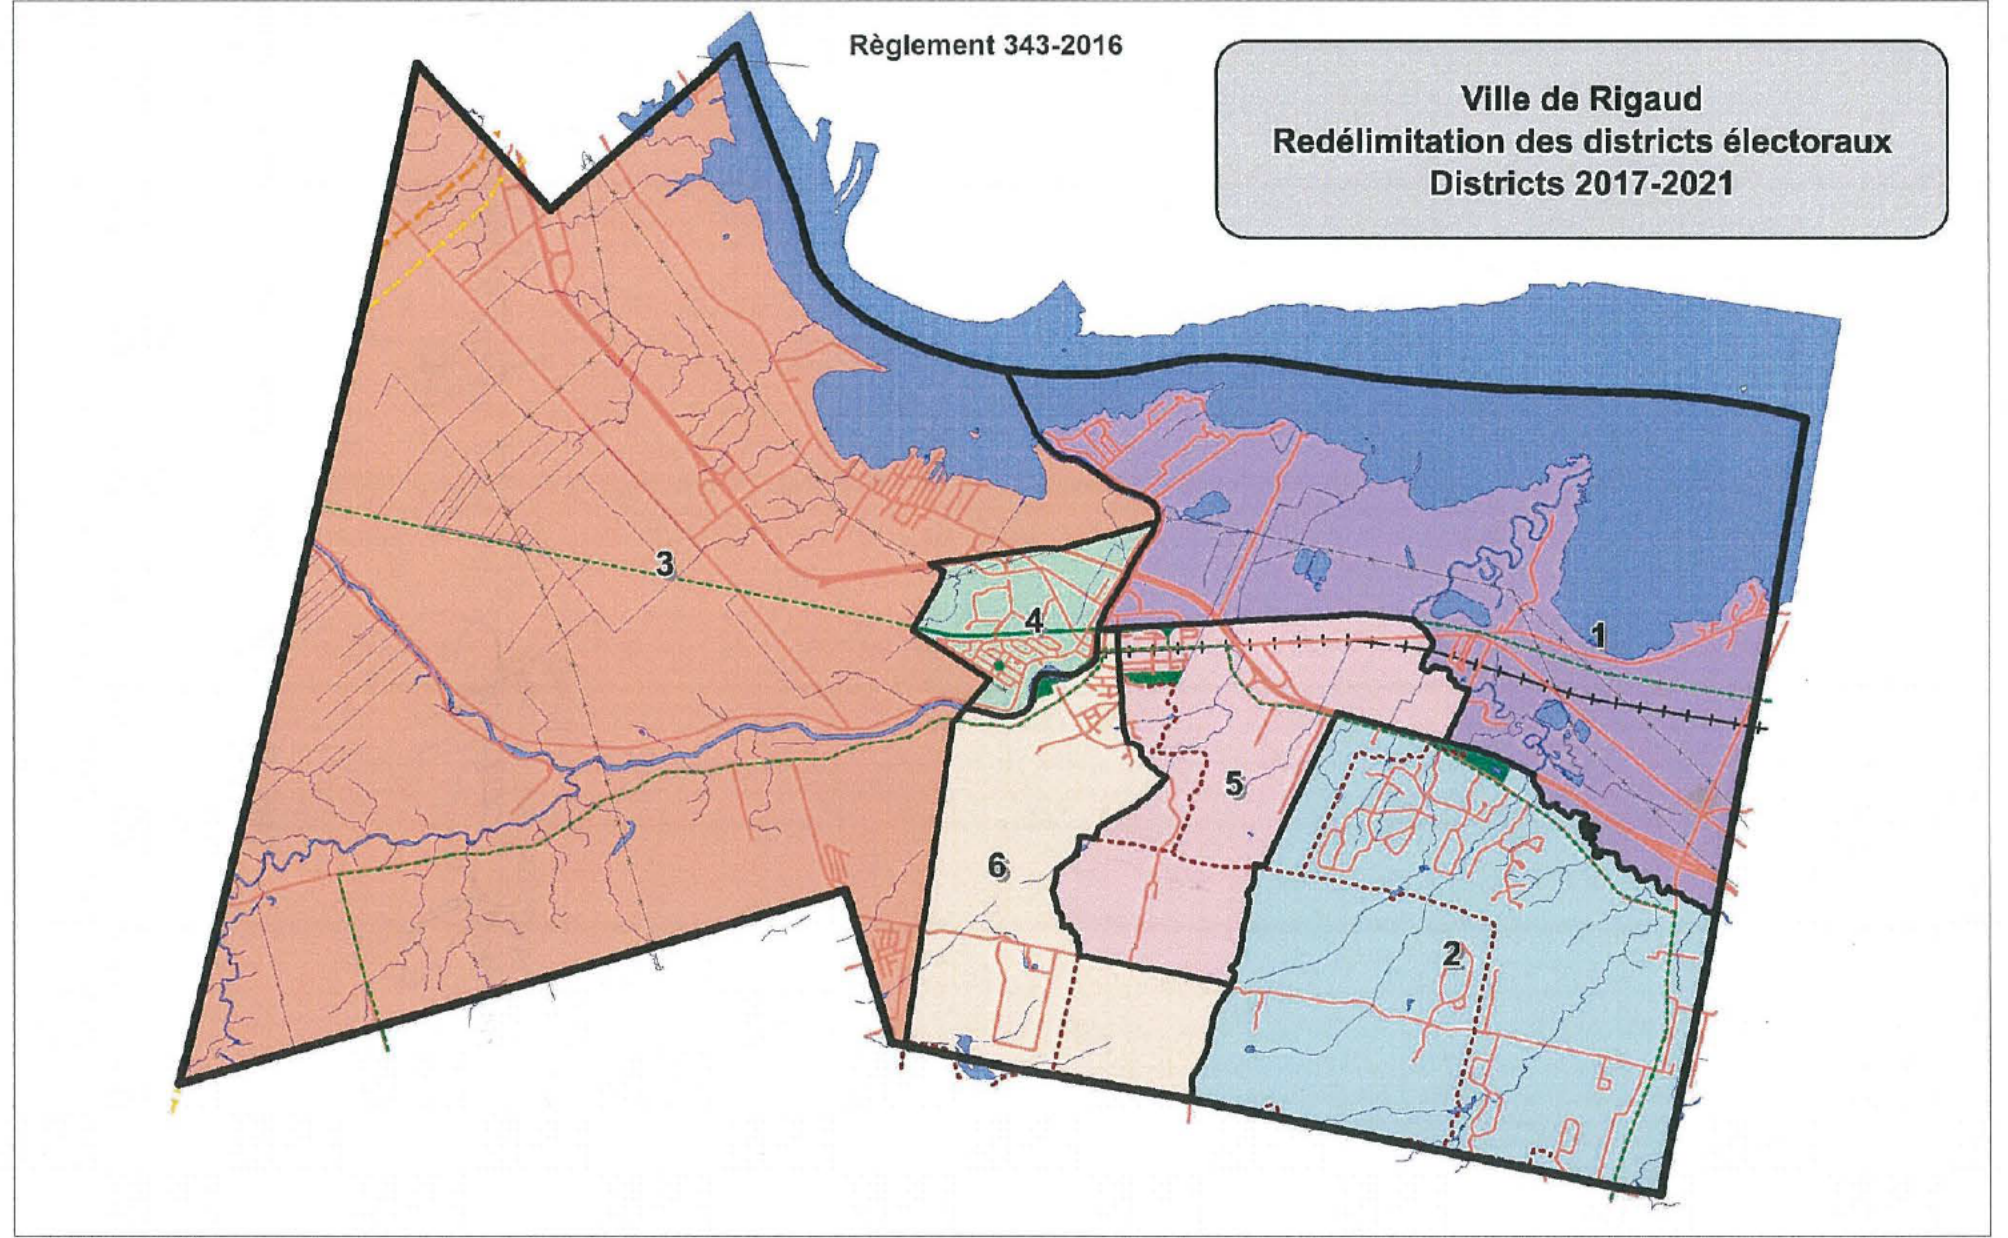 Règlement 343-2016
Ville de Rigaud
Redélimitation des districts électoraux
Districts 2017-2021
3
4
1
5
6
2